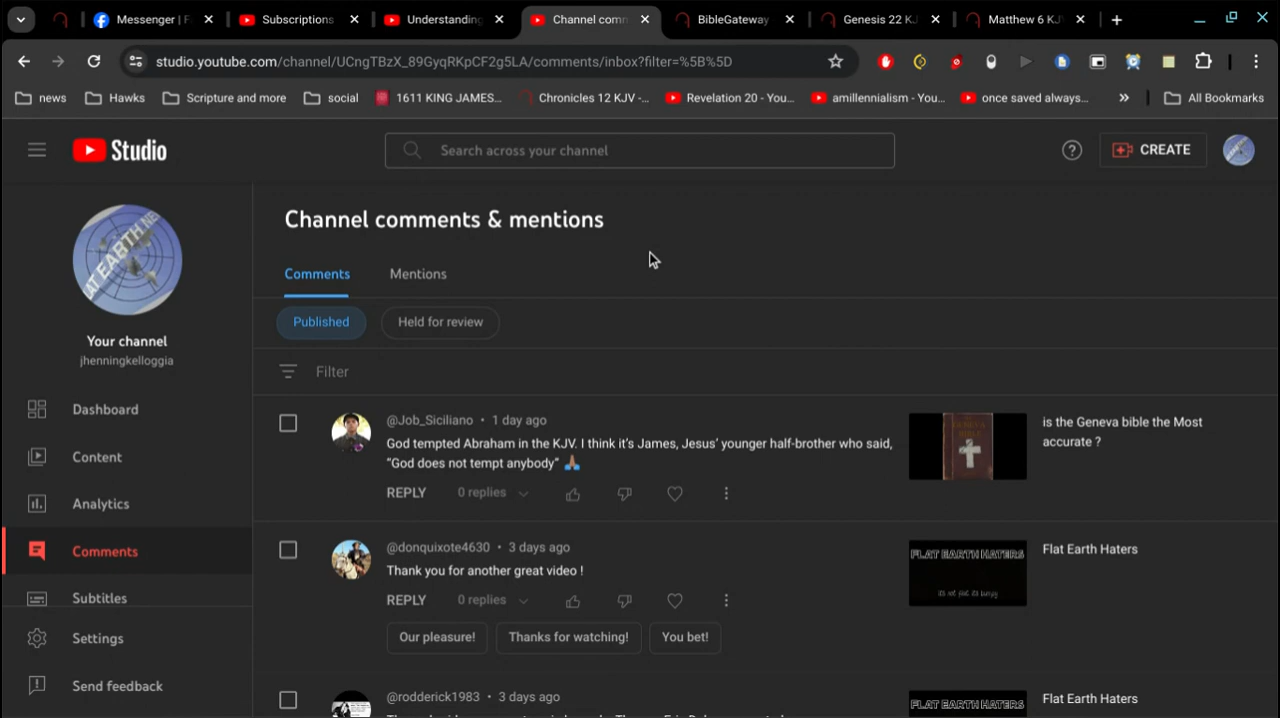 Messenger | F
Subscriptions
Understanding
Channel comm
BibleGateway
Genesis 22 KJ
Matthew 6 KJV
studio.youtube.com/channel/UCngTBzX_89GyqRKpCF2g5LA/comments/inbox?filter=%5B%5D
news
Hawks
Scripture and more
social
1611 KING JAMES...
Chronicles 12 KJV -...
Revelation 20 - You...
amillennialism - You...
once saved always...
All Bookmarks
Studio
Search across your channel
CREATE
FLAT EARTH NE
Your channel
jhenningkelloggia
Dashboard
Content
Analytics
Comments
Subtitles
Settings
Send feedback
Channel comments & mentions
Comments
Mentions
Published
Held for review
Filter
@Job_Siciliano • 1 day ago
God tempted Abraham in the KJV. I think it's James, Jesus' younger half-brother who said,
"God does not tempt anybody" 🙏🏽
REPLY
0 replies
is the Geneva bible the Most
accurate ?
@donquixote4630 • 3 days ago
Thank you for another great video !
REPLY
0 replies
Our pleasure!
Thanks for watching!
You bet!
FLAT EARTH HATERS
Flat Earth Haters
@rodderick1983 • 3 days ago
FLAT EARTH HATERS
Flat Earth Haters